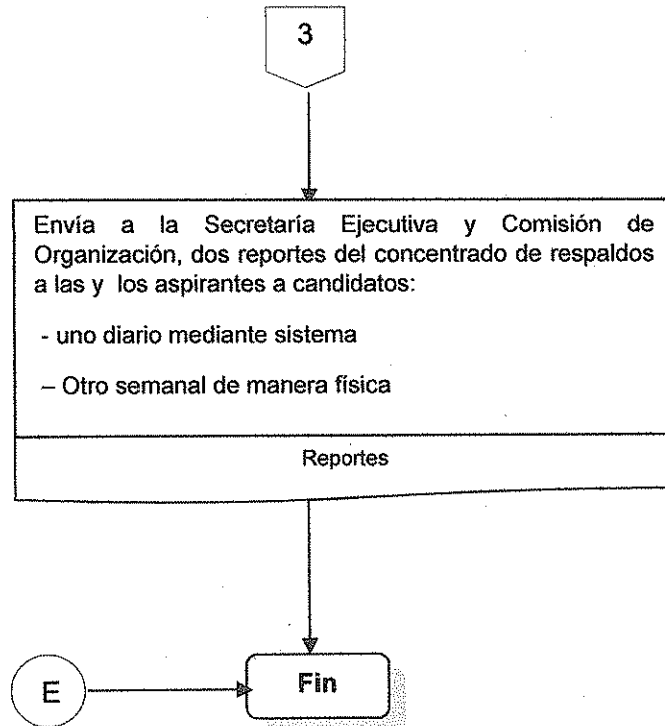 3
Envía a la Secretaría Ejecutiva y Comisión de
Organización, dos reportes del concentrado de respaldos
a las y los aspirantes a candidatos:
- uno diario mediante sistema
– Otro semanal de manera física
Reportes
E
Fin